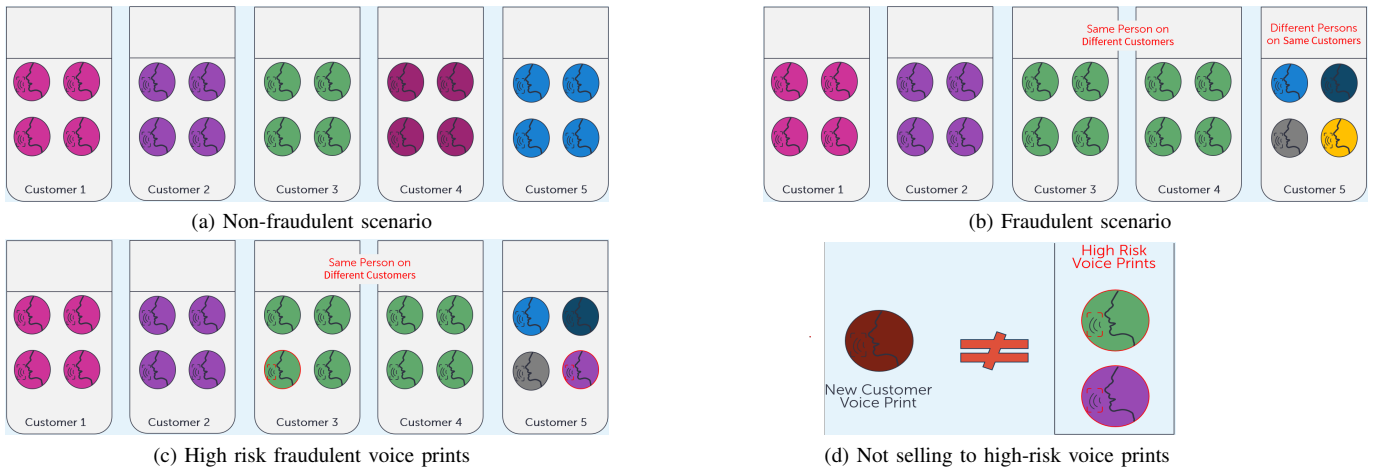 Customer 1
Customer 2
Customer 3
Customer 4
Customer 5
(a) Non-fraudulent scenario
Same Person on
Different Customers
Different Persons
on Same Customers
Customer 1
Customer 2
Customer 3
Customer 4
Customer 5
(b) Fraudulent scenario
Same Person on
Different Customers
Customer 1
Customer 2
Customer 3
Customer 4
Customer 5
(c) High risk fraudulent voice prints
High Risk
Voice Prints
New Customer
Voice Print
(d) Not selling to high-risk voice prints